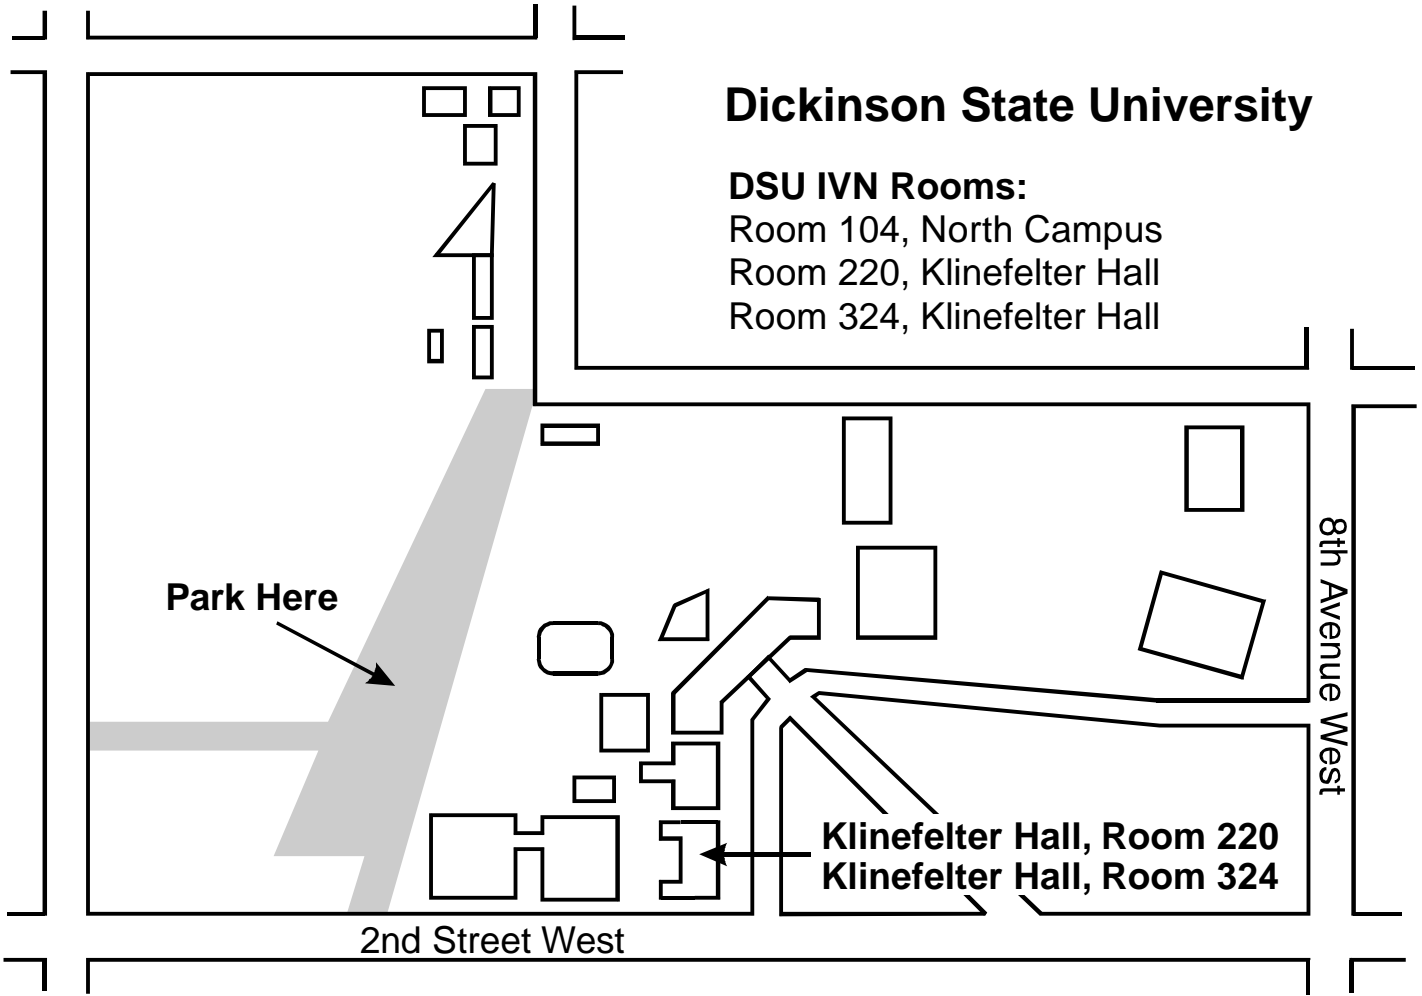 Dickinson State University
DSU IVN Rooms:
Room 104, North Campus
Room 220, Klinefelter Hall
Room 324, Klinefelter Hall
8th Avenue West
Park Here
Klinefelter Hall, Room 220
Klinefelter Hall, Room 324
2nd Street West